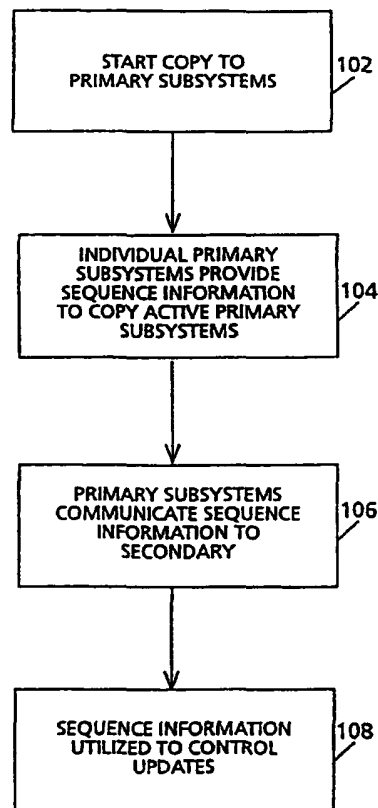 START COPY TO
PRIMARY SUBSYSTEMS
102
INDIVIDUAL PRIMARY
SUBSYSTEMS PROVIDE
SEQUENCE INFORMATION
TO COPY ACTIVE PRIMARY
SUBSYSTEMS
104
PRIMARY SUBSYSTEMS
COMMUNICATE SEQUENCE
INFORMATION TO
SECONDARY
106
SEQUENCE INFORMATION
UTILIZED TO CONTROL
UPDATES
108